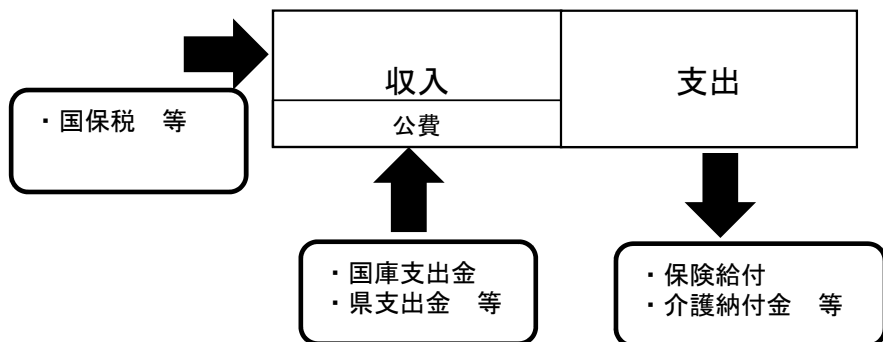 収入
支出
公費
・国保税　等
・国庫支出金
・県支出金　等
・保険給付
・介護納付金　等